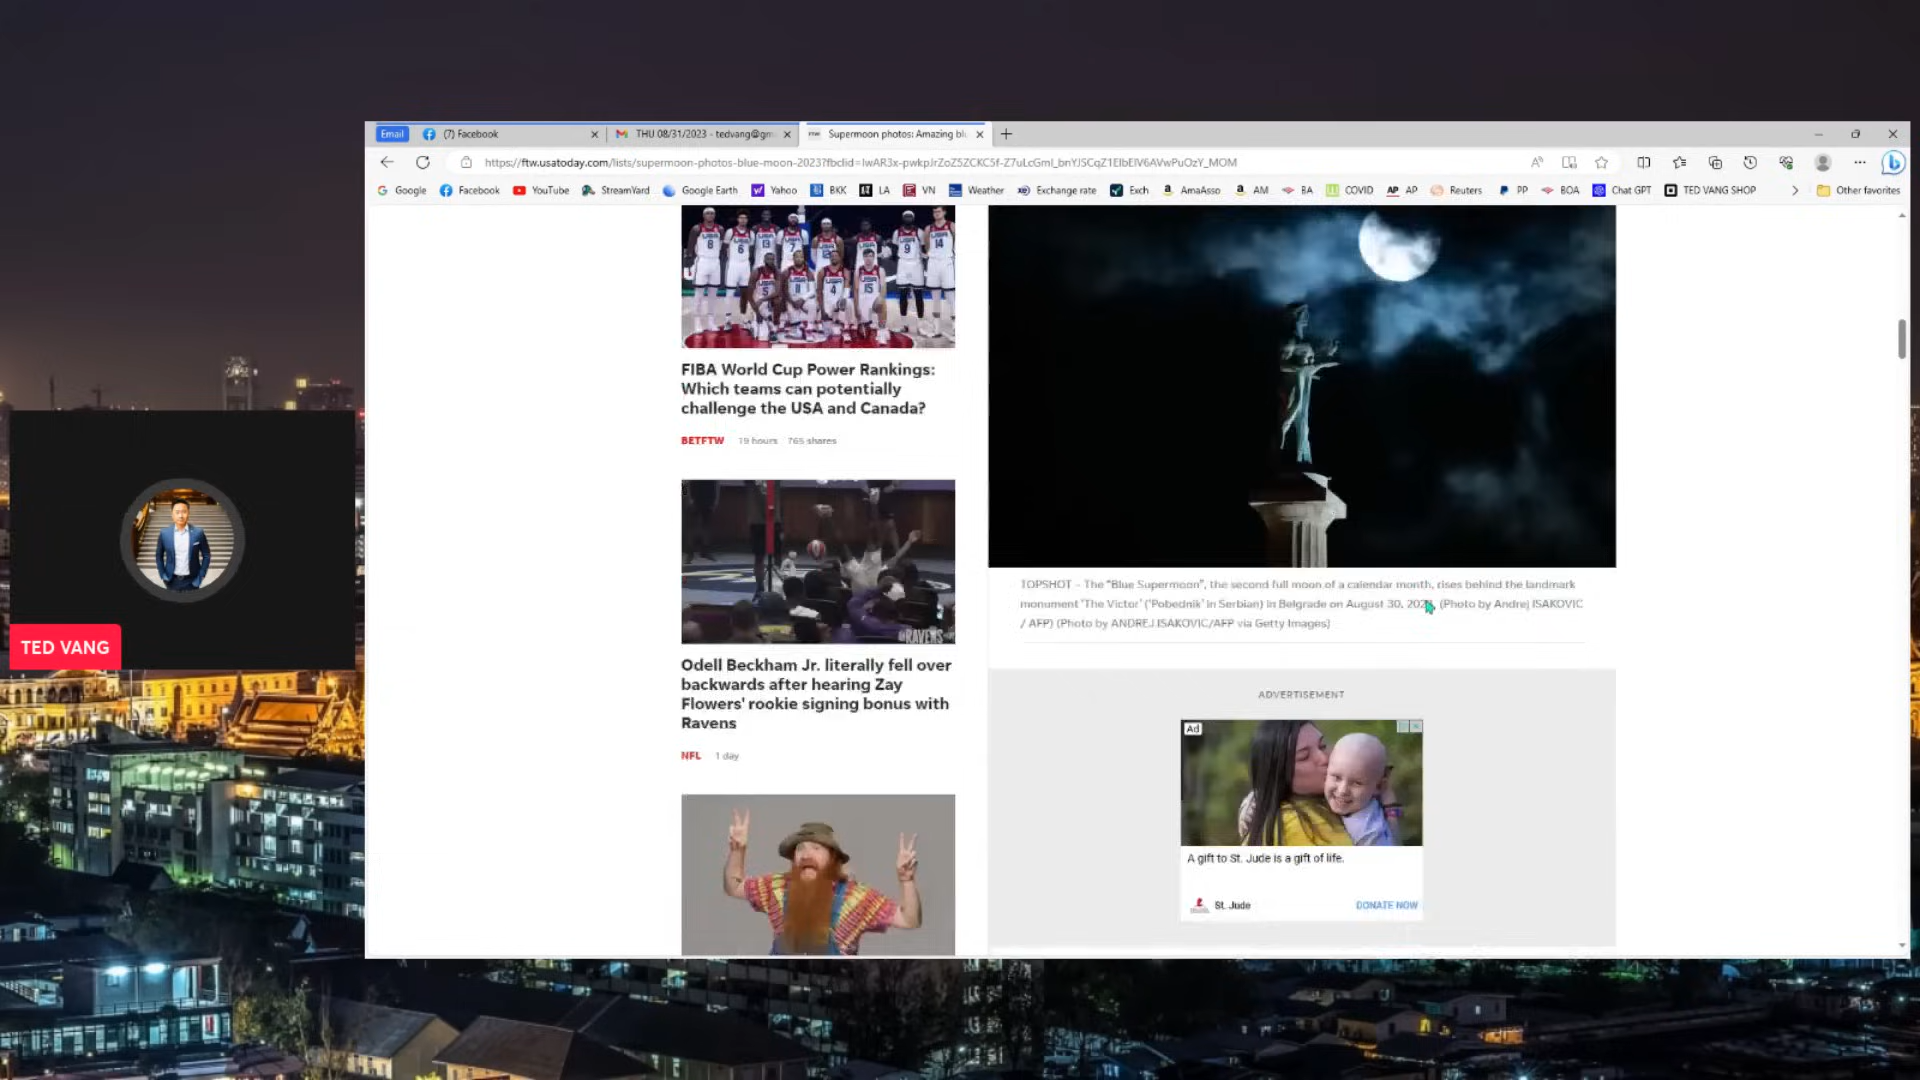 Email
(7) Facebook
THU 08/31/2023 - tedvang@gm
Supermoon photos: Amazing bl
https://ftw.usatoday.com/lists/supermoon-photos-blue-moon-2023?fbclid=
Google
Facebook
YouTube
StreamYard
Google Earth
Yahoo
BKK
LA
VN
Weather
Exchange rate
Exch
AmaAsso
AM
BA
COVID
AP AP
Reuters
PP
BOA
Chat GPT
TED VANG SHOP
Other favorites
FIBA World Cup Power Rankings:
Which teams can potentially
challenge the USA and Canada?
BETFTW 19 hours 765 shares
@RAVENS
Odell Beckham Jr. literally fell over
backwards after hearing Zay
Flowers' rookie signing bonus with
Ravens
NFL 1 day
TOPSHOT - The "Blue Supermoon", the second full moon of a calendar month, rises behind the landmark
monument 'The Victor' ('Pobednik' in Serbian) in Belgrade on August 30, (Photo by Andrej ISAKOVIC
/ AFP) (Photo by ANDREJ ISAKOVIC/AFP via Getty Images)
ADVERTISEMENT
Ad
A gift to St. Jude is a gift of life.
St. Jude
DONATE NOW
TED VANG